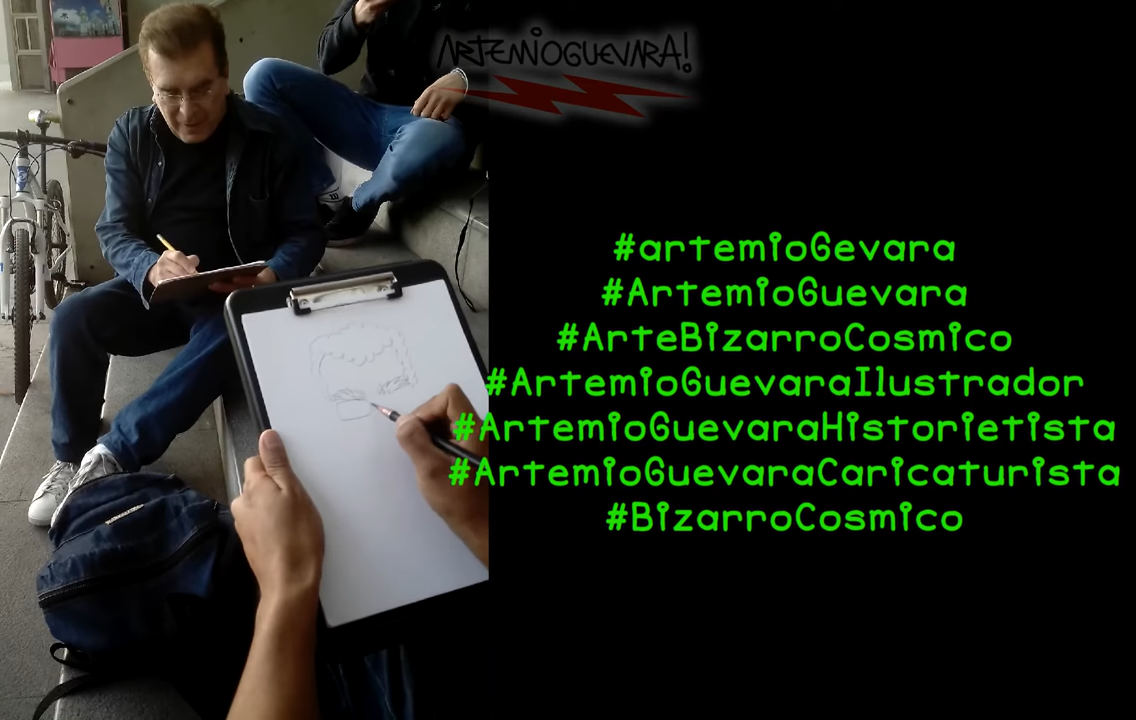 ARTEMIOGUEVARA!
#artemioGevara
#ArtemioGuevara
#ArteBizarroCosmico
#ArtemioGuevaraIlustrador
#ArtemioGuevaraHistorietista
#ArtemioGuevaraCaricaturista
#BizarroCosmico